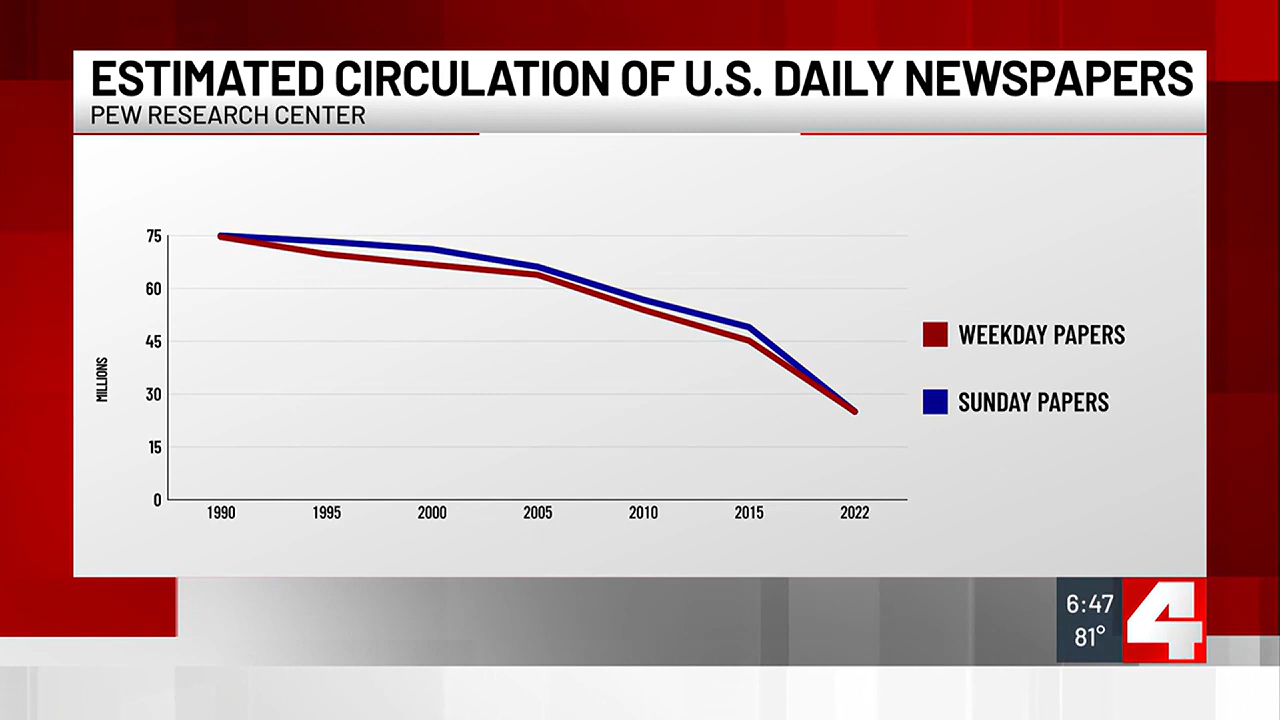 ESTIMATED CIRCULATION OF U.S. DAILY NEWSPAPERS
PEW RESEARCH CENTER
75
60
45
30
15
0
MILLIONS
1990 1995 2000 2005 2010 2015 2022
WEEKDAY PAPERS
SUNDAY PAPERS
6:47
81°
4